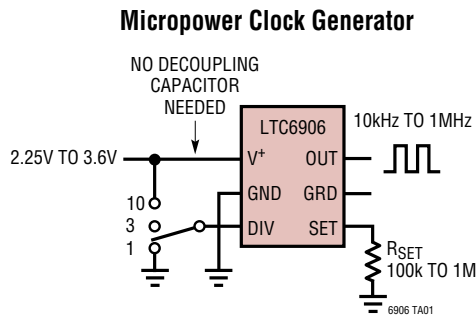 Micropower Clock Generator
NO DECOUPLING
CAPACITOR
NEEDED
LTC6906
10kHz TO 1MHz
2.25V TO 3.6V
V+
OUT
10
GND
GRD
3
DIV
SET
1
RSET
100k TO 1M
6906 TA01